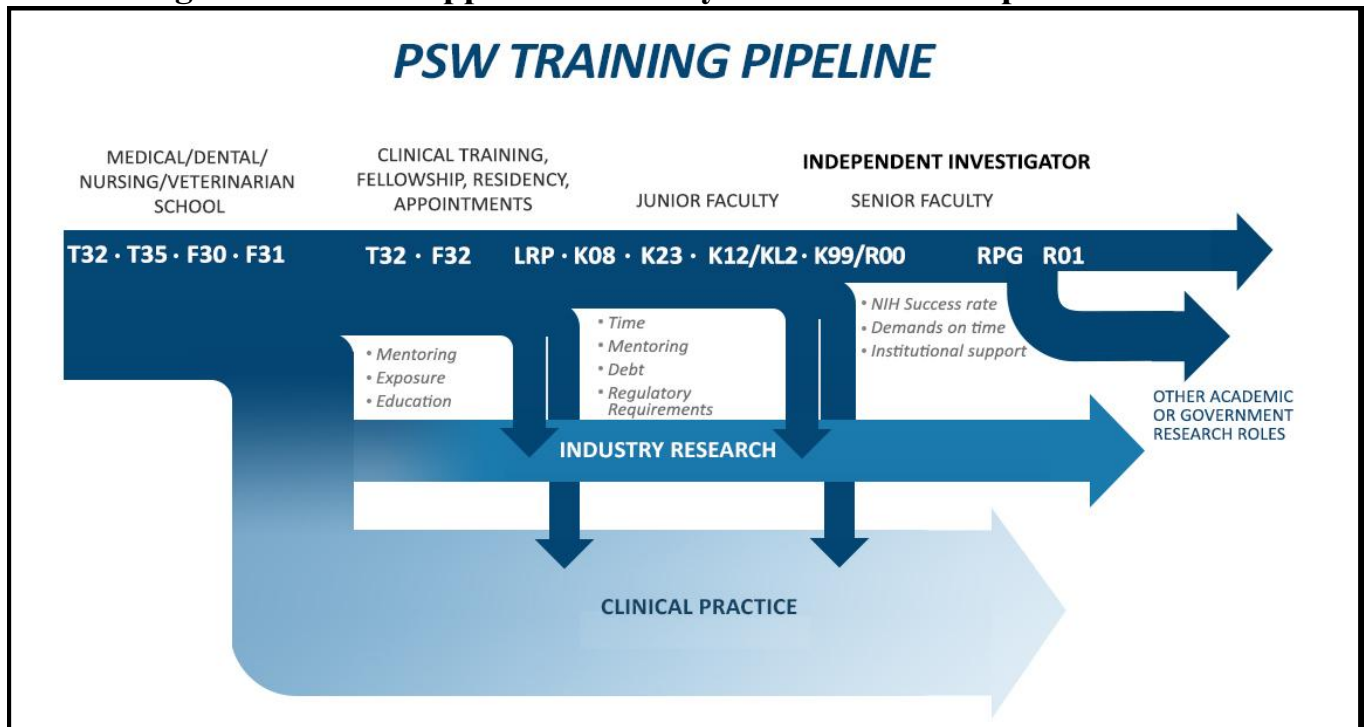 PSW TRAINING PIPELINE
MEDICAL/DENTAL/
NURSING/VETERINARIAN
SCHOOL
CLINICAL TRAINING,
FELLOWSHIP, RESIDENCY,
APPOINTMENTS
JUNIOR FACULTY
INDEPENDENT INVESTIGATOR
SENIOR FACULTY
T32 · T35 · F30 · F31
T32 · F32
LRP · K08 · K23 · K12/KL2 · K99/R00
RPG R01
• Mentoring
• Exposure
• Education
• Time
• Mentoring
• Debt
• Regulatory
Requirements
• NIH Success rate
• Demands on time
• Institutional support
OTHER ACADEMIC
OR GOVERNMENT
RESEARCH ROLES
INDUSTRY RESEARCH
CLINICAL PRACTICE